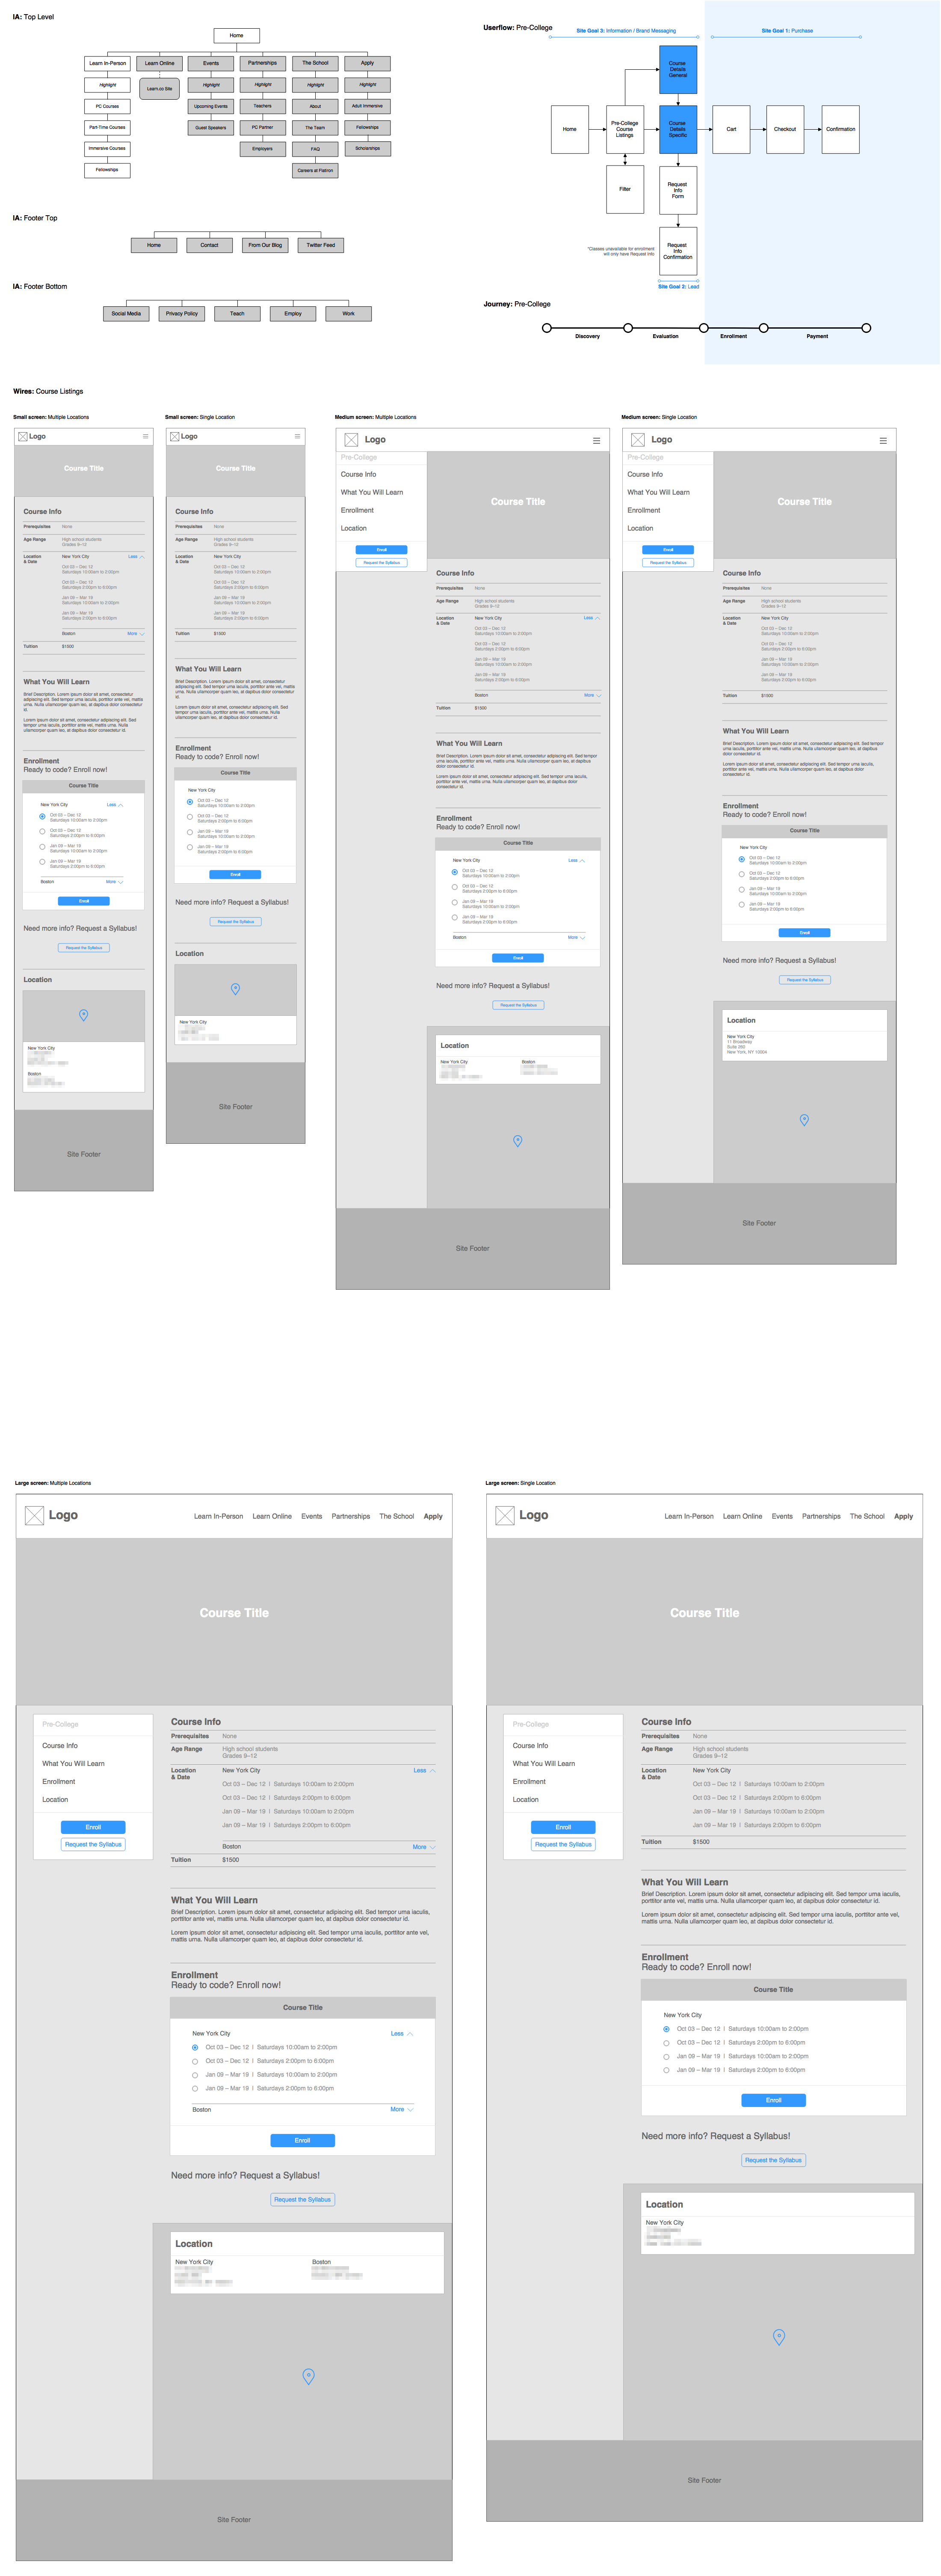 IA: Top Level
Home
Learn In-Person
Learn Online
Events
Partnerships
The School
Apply
Highlight
Learn.co Site
Highlight
Highlight
Highlight
Highlight
PC Courses
Upcoming Events
Teachers
About
Adult Immersive
Part-Time Courses
Guest Speakers
PC Partner
The Team
Fellowships
Immersive Courses
Employers
FAQ
Scholarships
Fellowships
Careers at Flatiron
IA: Footer Top
Home
Contact
From Our Blog
Twitter Feed
IA: Footer Bottom
Social Media
Privacy Policy
Teach
Employ
Work
Userflow: Pre-College
Site Goal 3: Information / Brand Messaging
Site Goal 1: Purchase
Course
Details
General
Home
Pre-College
Course
Listings
Course
Details
Specific
Cart
Checkout
Confirmation
Filter
Request
Info
Form
*Classes unavailable for enrollment
will only have Request Info
Request
Info
Confirmation
Site Goal 2: Lead
Journey: Pre-College
Discovery
Evaluation
Enrollment
Payment
Wires: Course Listings
Small screen: Multiple Locations
Logo
Course Title
Course Info
Prerequisites None
Age Range High school students
Grades 9–12
Location New York City Less
& Date
Oct 03 – Dec 12
Saturdays 10:00am to 2:00pm
Oct 03 – Dec 12
Saturdays 2:00pm to 6:00pm
Jan 09 – Mar 19
Saturdays 10:00am to 2:00pm
Jan 09 – Mar 19
Saturdays 2:00pm to 6:00pm
Boston More
Tuition $1500
What You Will Learn
Brief Description. Lorem ipsum dolor sit amet, consectetur
adipiscing elit. Sed tempor urna iaculis, porttitor ante vel, mattis
urna. Nulla ullamcorper quam leo, at dapibus dolor consectetur
id.
Lorem ipsum dolor sit amet, consectetur adipiscing elit. Sed
tempor urna iaculis, porttitor ante vel, mattis urna. Nulla
ullamcorper quam leo, at dapibus dolor consectetur id.
Enrollment
Ready to code? Enroll now!
Course Title
New York City Less
Oct 03 – Dec 12
Saturdays 10:00am to 2:00pm
Oct 03 – Dec 12
Saturdays 2:00pm to 6:00pm
Jan 09 – Mar 19
Saturdays 10:00am to 2:00pm
Jan 09 – Mar 19
Saturdays 2:00pm to 6:00pm
Boston More
Enroll
Need more info? Request a Syllabus!
Request the Syllabus
Location
New York City
Boston
Site Footer
Small screen: Single Location
Logo
Course Title
Course Info
Prerequisites None
Age Range High school students
Grades 9–12
Location New York City
& Date
Oct 03 – Dec 12
Saturdays 10:00am to 2:00pm
Oct 03 – Dec 12
Saturdays 2:00pm to 6:00pm
Jan 09 – Mar 19
Saturdays 10:00am to 2:00pm
Jan 09 – Mar 19
Saturdays 2:00pm to 6:00pm
Tuition $1500
What You Will Learn
Brief Description. Lorem ipsum dolor sit amet, consectetur
adipiscing elit. Sed tempor urna iaculis, porttitor ante vel, mattis
urna. Nulla ullamcorper quam leo, at dapibus dolor consectetur
id.
Lorem ipsum dolor sit amet, consectetur adipiscing elit. Sed
tempor urna iaculis, porttitor ante vel, mattis urna. Nulla
ullamcorper quam leo, at dapibus dolor consectetur id.
Enrollment
Ready to code? Enroll now!
Course Title
New York City
Oct 03 – Dec 12
Saturdays 10:00am to 2:00pm
Oct 03 – Dec 12
Saturdays 2:00pm to 6:00pm
Jan 09 – Mar 19
Saturdays 10:00am to 2:00pm
Jan 09 – Mar 19
Saturdays 2:00pm to 6:00pm
Enroll
Need more info? Request a Syllabus!
Request the Syllabus
Location
New York City
Site Footer
Medium screen: Multiple Locations
Logo
Pre-College
Course Info
What You Will Learn
Enrollment
Location
Enroll
Request the Syllabus
Course Title
Course Info
Prerequisites None
Age Range High school students
Grades 9–12
Location New York City Less
& Date
Oct 03 – Dec 12
Saturdays 10:00am to 2:00pm
Oct 03 – Dec 12
Saturdays 2:00pm to 6:00pm
Jan 09 – Mar 19
Saturdays 10:00am to 2:00pm
Jan 09 – Mar 19
Saturdays 2:00pm to 6:00pm
Boston More
Tuition $1500
What You Will Learn
Brief Description. Lorem ipsum dolor sit amet, consectetur adipiscing elit. Sed tempor
urna iaculis, porttitor ante vel, mattis urna. Nulla ullamcorper quam leo, at dapibus
dolor consectetur id.
Lorem ipsum dolor sit amet, consectetur adipiscing elit. Sed tempor urna iaculis,
porttitor ante vel, mattis urna. Nulla ullamcorper quam leo, at dapibus dolor
consectetur id.
Enrollment
Ready to code? Enroll now!
Course Title
New York City Less
Oct 03 – Dec 12
Saturdays 10:00am to 2:00pm
Oct 03 – Dec 12
Saturdays 2:00pm to 6:00pm
Jan 09 – Mar 19
Saturdays 10:00am to 2:00pm
Jan 09 – Mar 19
Saturdays 2:00pm to 6:00pm
Boston More
Enroll
Need more info? Request a Syllabus!
Request the Syllabus
Location
New York City Boston
Site Footer
Medium screen: Single Location
Logo
Pre-College
Course Info
What You Will Learn
Enrollment
Location
Enroll
Request the Syllabus
Course Title
Course Info
Prerequisites None
Age Range High school students
Grades 9–12
Location New York City
& Date
Oct 03 – Dec 12
Saturdays 10:00am to 2:00pm
Oct 03 – Dec 12
Saturdays 2:00pm to 6:00pm
Jan 09 – Mar 19
Saturdays 10:00am to 2:00pm
Jan 09 – Mar 19
Saturdays 2:00pm to 6:00pm
Tuition $1500
What You Will Learn
Brief Description. Lorem ipsum dolor sit amet, consectetur adipiscing elit. Sed tempor
urna iaculis, porttitor ante vel, mattis urna. Nulla ullamcorper quam leo, at dapibus
dolor consectetur id.
Lorem ipsum dolor sit amet, consectetur adipiscing elit. Sed tempor urna iaculis,
porttitor ante vel, mattis urna. Nulla ullamcorper quam leo, at dapibus dolor
consectetur id.
Enrollment
Ready to code? Enroll now!
Course Title
New York City
Oct 03 – Dec 12
Saturdays 10:00am to 2:00pm
Oct 03 – Dec 12
Saturdays 2:00pm to 6:00pm
Jan 09 – Mar 19
Saturdays 10:00am to 2:00pm
Jan 09 – Mar 19
Saturdays 2:00pm to 6:00pm
Enroll
Need more info? Request a Syllabus!
Request the Syllabus
Location
New York City
11 Broadway
Suite 260
New York, NY 10004
Site Footer
Large screen: Multiple Locations
Logo
Learn In-Person Learn Online Events Partnerships The School Apply
Course Title
Pre-College
Course Info
What You Will Learn
Enrollment
Location
Enroll
Request the Syllabus
Course Info
Prerequisites None
Age Range High school students
Grades 9–12
Location New York City Less
& Date
Oct 03 – Dec 12 | Saturdays 10:00am to 2:00pm
Oct 03 – Dec 12 | Saturdays 2:00pm to 6:00pm
Jan 09 – Mar 19 | Saturdays 10:00am to 2:00pm
Jan 09 – Mar 19 | Saturdays 2:00pm to 6:00pm
Boston More
Tuition $1500
What You Will Learn
Brief Description. Lorem ipsum dolor sit amet, consectetur adipiscing elit. Sed tempor urna iaculis,
porttitor ante vel, mattis urna. Nulla ullamcorper quam leo, at dapibus dolor consectetur id.
Lorem ipsum dolor sit amet, consectetur adipiscing elit. Sed tempor urna iaculis, porttitor ante vel,
mattis urna. Nulla ullamcorper quam leo, at dapibus dolor consectetur id.
Enrollment
Ready to code? Enroll now!
Course Title
New York City Less
Oct 03 – Dec 12 | Saturdays 10:00am to 2:00pm
Oct 03 – Dec 12 | Saturdays 2:00pm to 6:00pm
Jan 09 – Mar 19 | Saturdays 10:00am to 2:00pm
Jan 09 – Mar 19 | Saturdays 2:00pm to 6:00pm
Boston More
Enroll
Need more info? Request a Syllabus!
Request the Syllabus
Location
New York City Boston
Site Footer
Large screen: Single Location
Logo
Learn In-Person Learn Online Events Partnerships The School Apply
Course Title
Pre-College
Course Info
What You Will Learn
Enrollment
Location
Enroll
Request the Syllabus
Course Info
Prerequisites None
Age Range High school students
Grades 9–12
Location New York City
& Date
Oct 03 – Dec 12 | Saturdays 10:00am to 2:00pm
Oct 03 – Dec 12 | Saturdays 2:00pm to 6:00pm
Jan 09 – Mar 19 | Saturdays 10:00am to 2:00pm
Jan 09 – Mar 19 | Saturdays 2:00pm to 6:00pm
Tuition $1500
What You Will Learn
Brief Description. Lorem ipsum dolor sit amet, consectetur adipiscing elit. Sed tempor urna iaculis,
porttitor ante vel, mattis urna. Nulla ullamcorper quam leo, at dapibus dolor consectetur id.
Lorem ipsum dolor sit amet, consectetur adipiscing elit. Sed tempor urna iaculis, porttitor ante vel,
mattis urna. Nulla ullamcorper quam leo, at dapibus dolor consectetur id.
Enrollment
Ready to code? Enroll now!
Course Title
New York City
Oct 03 – Dec 12 | Saturdays 10:00am to 2:00pm
Oct 03 – Dec 12 | Saturdays 2:00pm to 6:00pm
Jan 09 – Mar 19 | Saturdays 10:00am to 2:00pm
Jan 09 – Mar 19 | Saturdays 2:00pm to 6:00pm
Enroll
Need more info? Request a Syllabus!
Request the Syllabus
Location
New York City
Site Footer